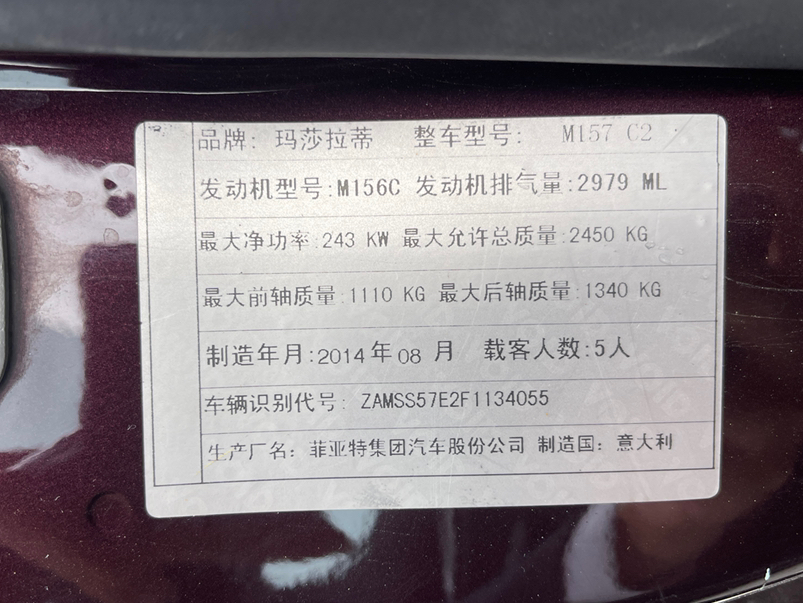 品牌: 玛莎拉蒂 整车型号: M157 C2
发动机型号:M156C 发动机排气量:2979 ML
最大净功率:243 KW 最大允许总质量:2450 KG
最大前轴质量:1110 KG 最大后轴质量:1340 KG
制造年月:2014年08月 载客人数:5人
车辆识别代号: ZAMSS57E2F1134055
生产厂名: 菲亚特集团汽车股份公司 制造国: 意大利